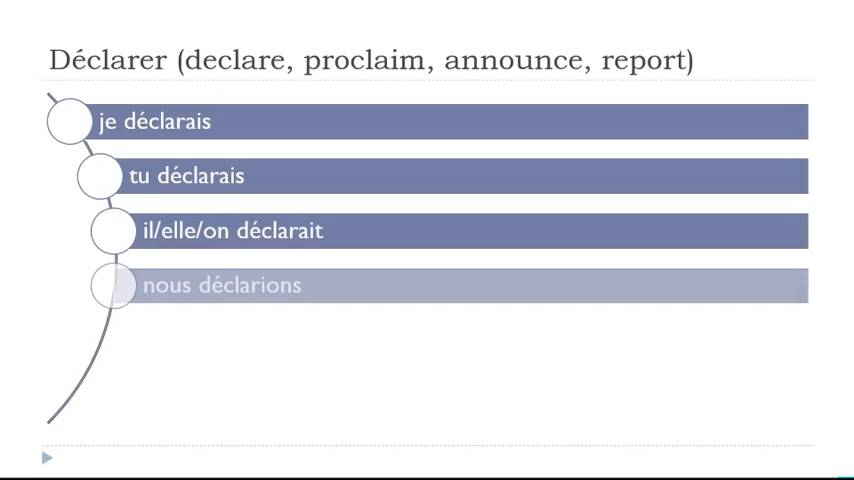 Déclarer (declare, proclaim, announce, report)
je déclarais
tu déclarais
il/elle/on déclarait
nous déclarions